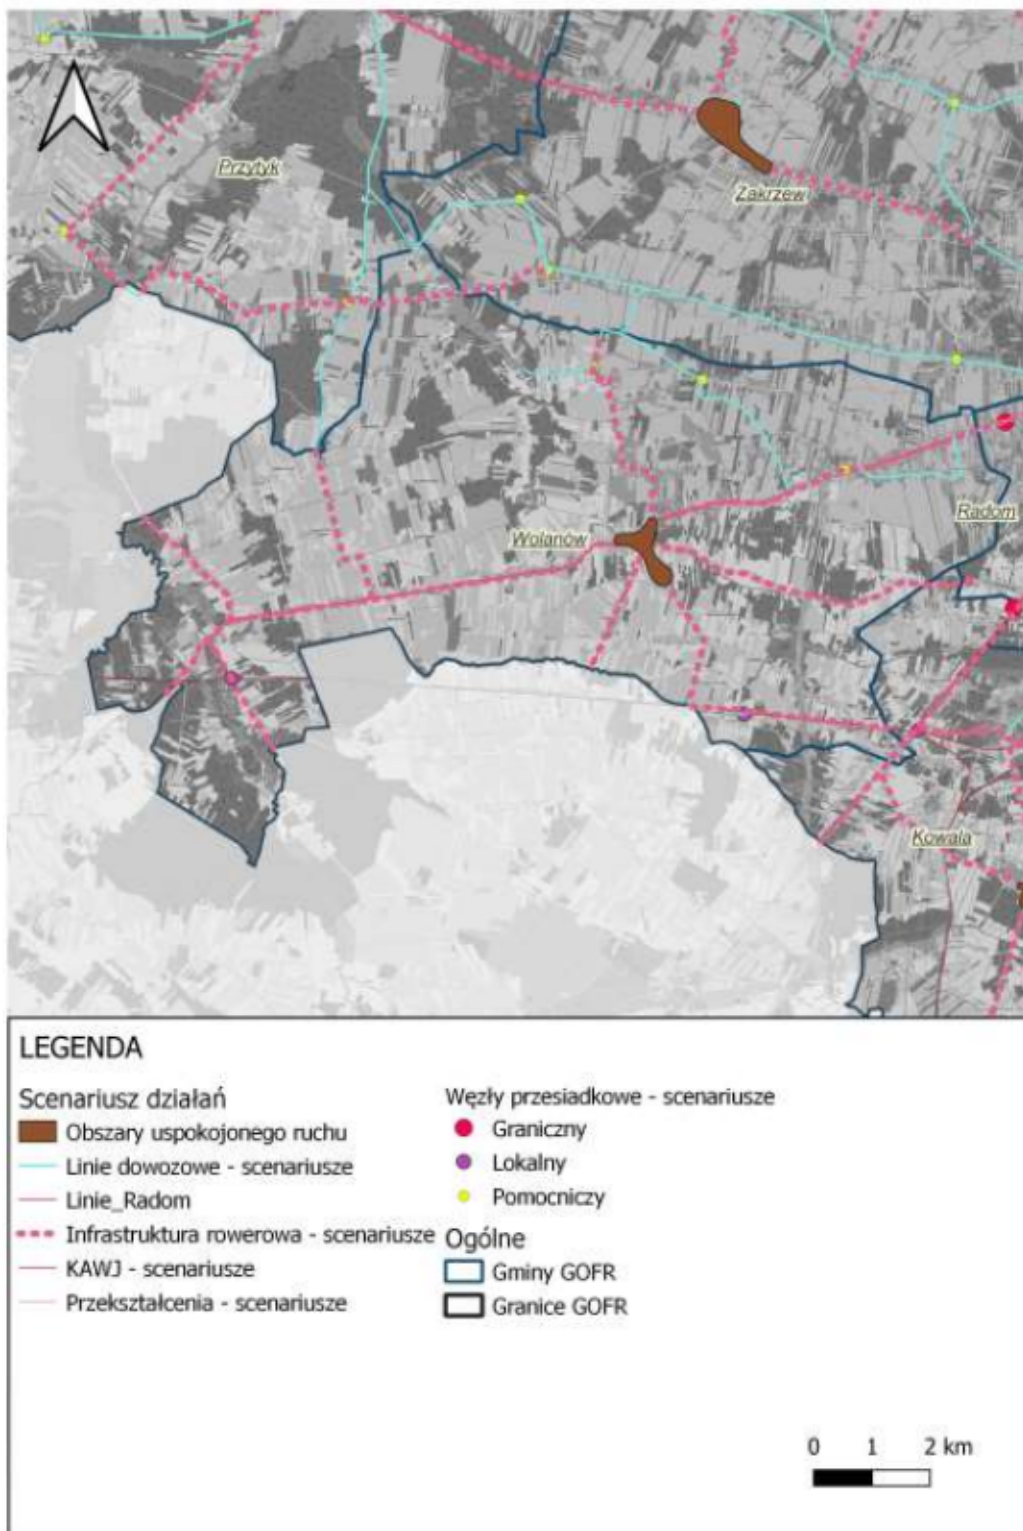 Przytyk
Zakrzew
Wolanów
Radom
Kowala
LEGENDA
Scenariusz działań
Obszary uspokojonego ruchu
Linie dowozowe - scenariusze
Linie_Radom
Infrastruktura rowerowa - scenariusze
KAWJ - scenariusze
Przekształcenia - scenariusze
Węzły przesiadkowe - scenariusze
Graniczny
Lokalny
Pomocniczy
Ogólne
Gminy GOFR
Granice GOFR
0 1 2 km